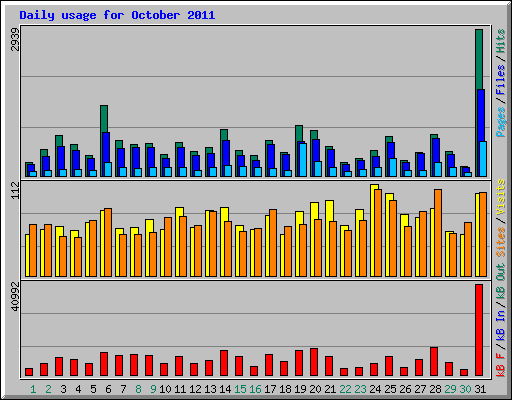 Daily usage for October 2011
2939
Pages / Files / Hits
112
Sites / Visits
40992
kB F / kB In / kB Out
1 2 3 4 5 6 7 8 9 10 11 12 13 14 15 16 17 18 19 20 21 22 23 24 25 26 27 28 29 30 31